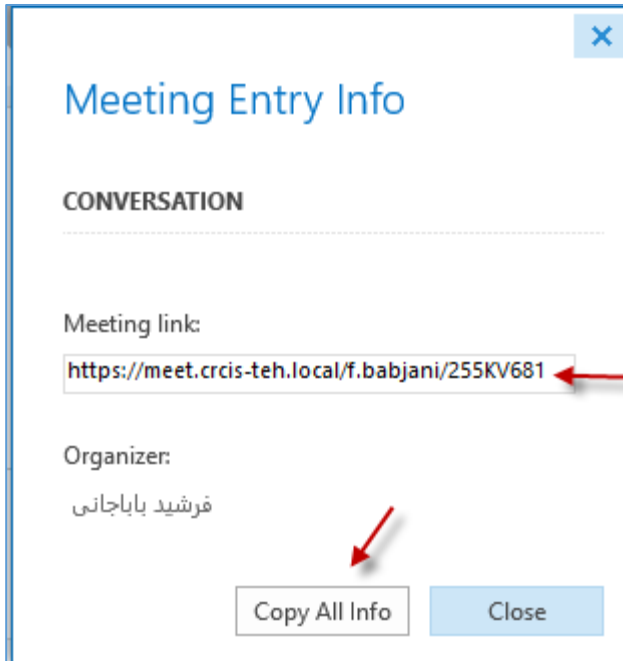 Meeting Entry Info
CONVERSATION
Meeting link:
https://meet.crcis-teh.local/f.babjani/255KV681
Organizer:
فرشید باباجانی
Copy All Info
Close